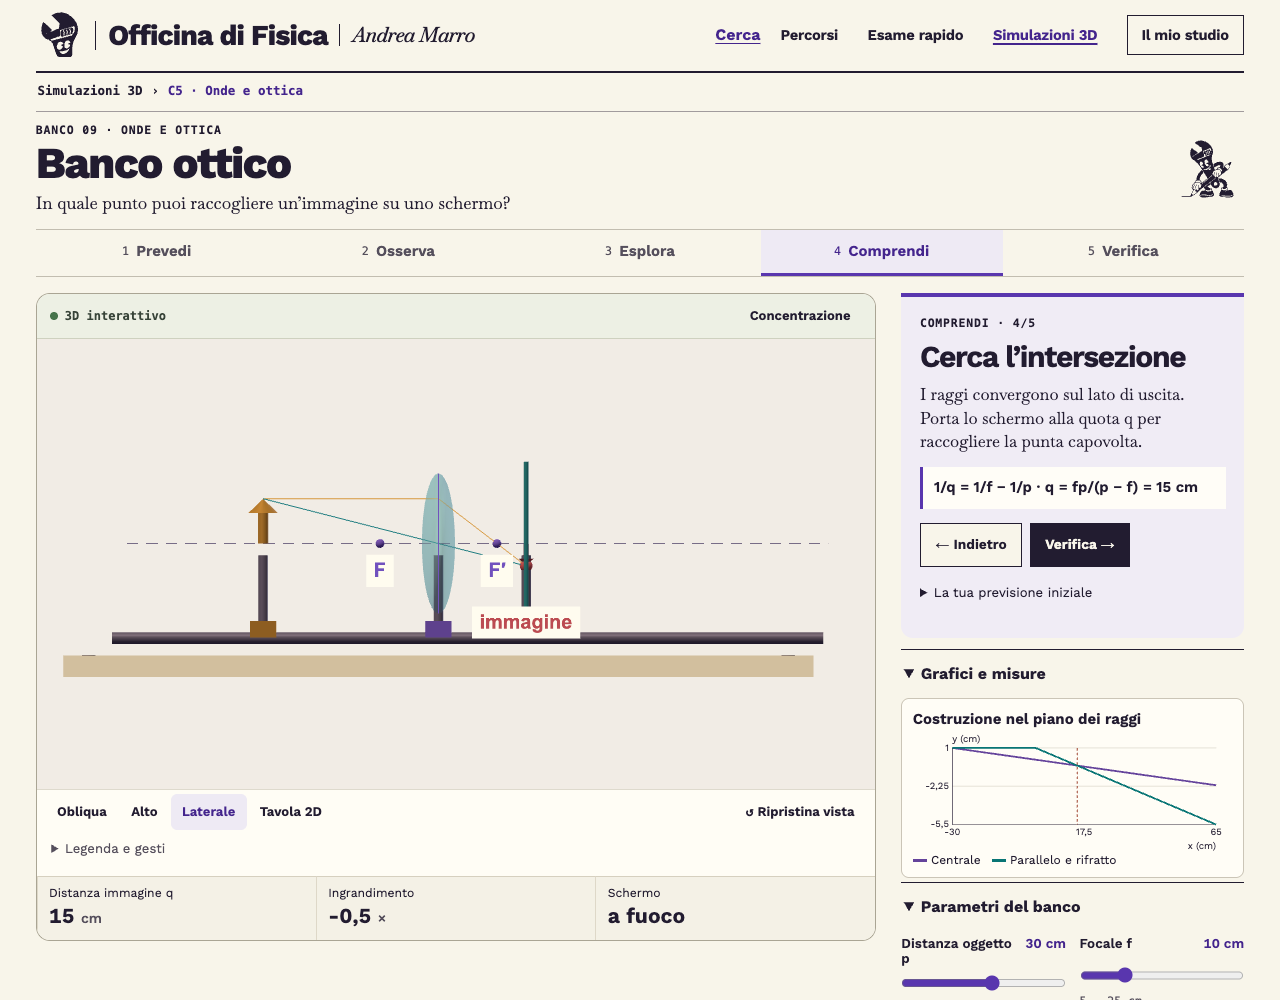 Officina di Fisica
Andrea Marro
Cerca
Percorsi
Esame rapido
Simulazioni 3D
Il mio studio
Simulazioni 3D › C5 · Onde e ottica
BANCO 09 · ONDE E OTTICA
Banco ottico
In quale punto puoi raccogliere un’immagine su uno schermo?
1 Prevedi
2 Osserva
3 Esplora
4 Comprendi
5 Verifica
3D interattivo
Concentrazione
F
F′
immagine
Obliqua
Alto
Laterale
Tavola 2D
↺ Ripristina vista
▶ Legenda e gesti
Distanza immagine q
15 cm
Ingrandimento
-0,5 ×
Schermo
a fuoco
COMPRENDI · 4/5
Cerca l’intersezione
I raggi convergono sul lato di uscita.
Porta lo schermo alla quota q per
raccogliere la punta capovolta.
1/q = 1/f − 1/p · q = fp/(p − f) = 15 cm
← Indietro
Verifica →
▶ La tua previsione iniziale
▼ Grafici e misure
Costruzione nel piano dei raggi
y (cm)
1
-2,25
-5,5
-30
17,5
65
x (cm)
Centrale
Parallelo e rifratto
▼ Parametri del banco
Distanza oggetto p
30 cm
Focale f
10 cm